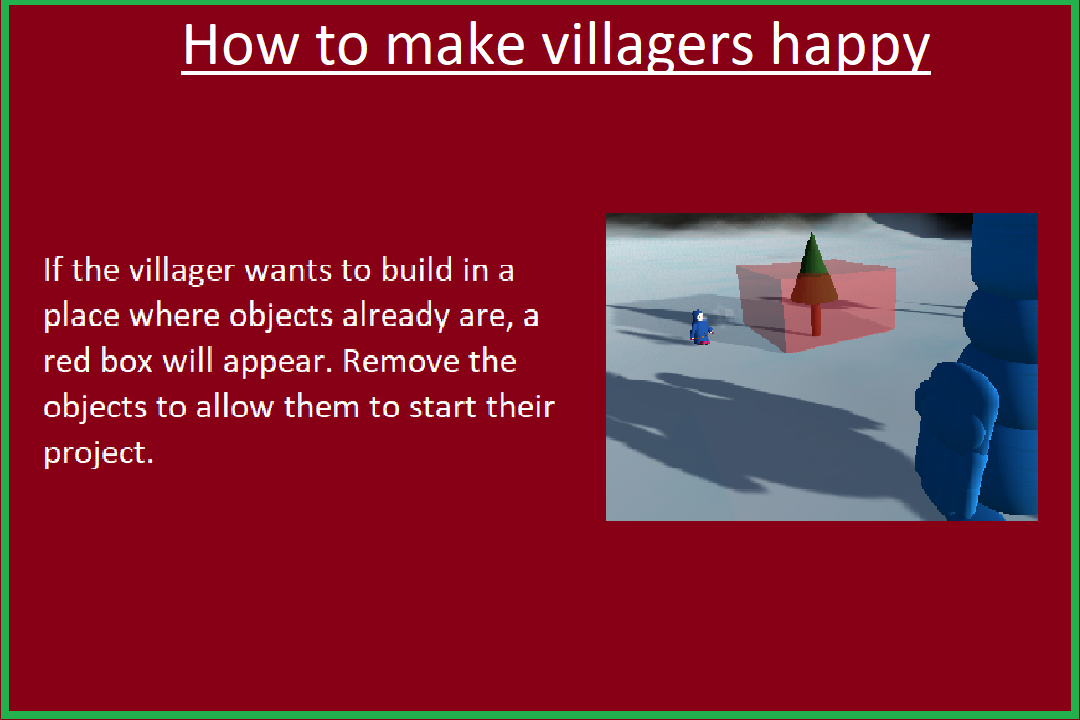 How to make villagers happy
If the villager wants to build in a
place where objects already are, a
red box will appear. Remove the
objects to allow them to start their
project.